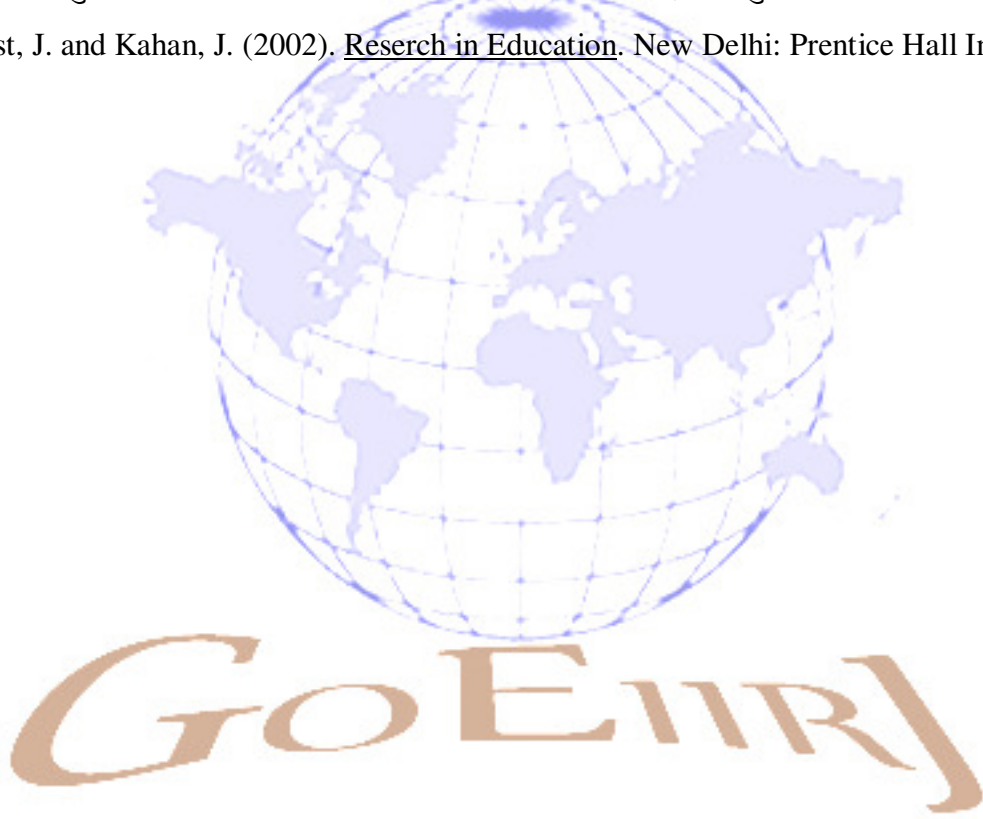 st, J. and Kahan, J. (2002). Reserch in Education. New Delhi: Prentice Hall In
GOEIIRJ